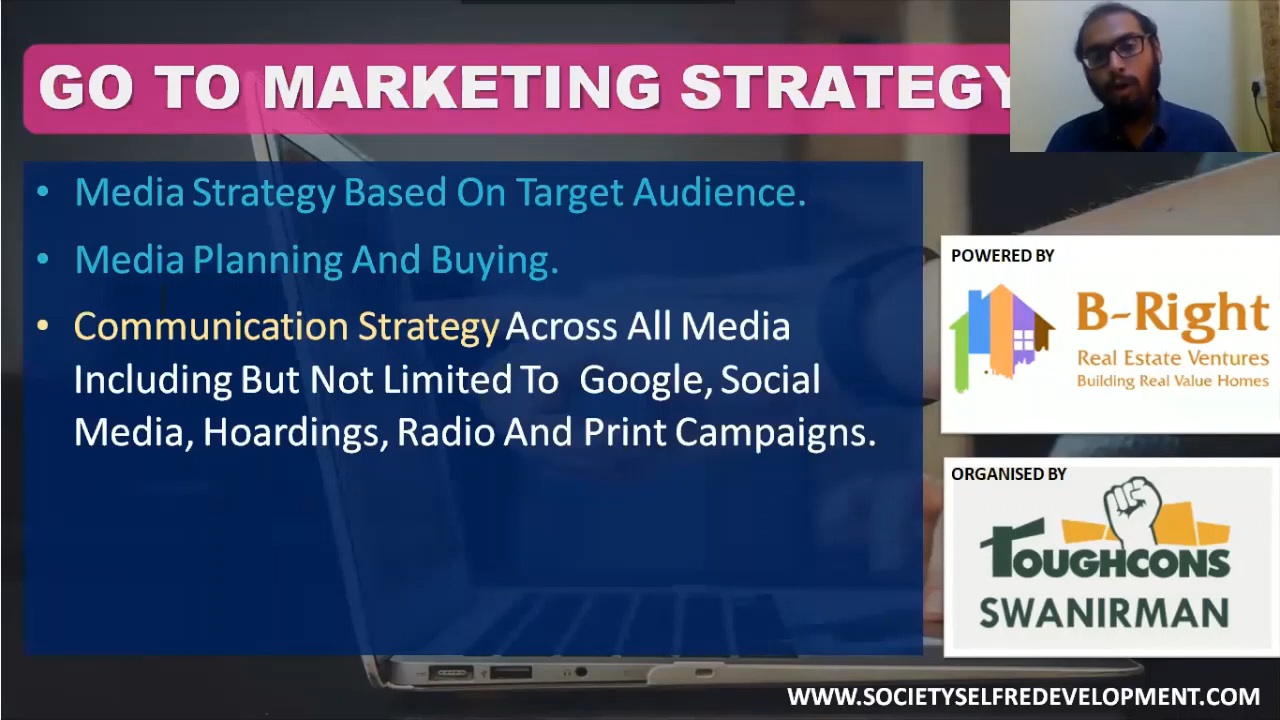 GO TO MARKETING STRATEGY
• Media Strategy Based On Target Audience.
• Media Planning And Buying.
• Communication Strategy Across All Media
Including But Not Limited To Google, Social
Media, Hoardings, Radio And Print Campaigns.
POWERED BY
B-Right
Real Estate Ventures
Building Real Value Homes
ORGANISED BY
TOUGHCONS
SWANIRMAN
WWW.SOCIETYSELFREDEVELOPMENT.COM